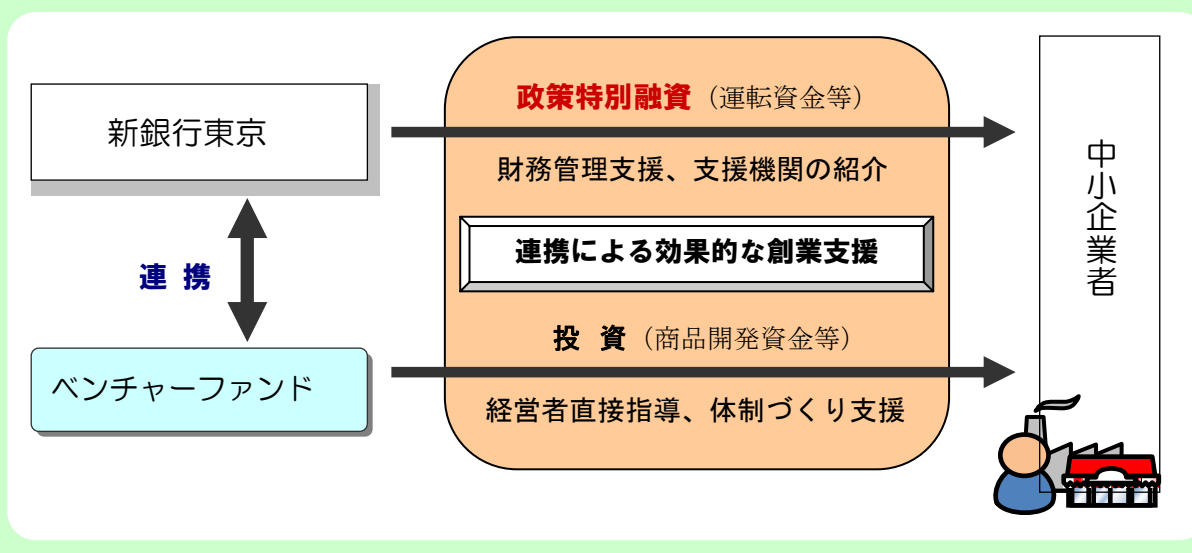 新銀行東京
連 携
ベンチャーファンド
政策特別融資（運転資金等）
財務管理支援、支援機関の紹介
連携による効果的な創業支援
投 資（商品開発資金等）
経営者直接指導、体制づくり支援
中小企業者